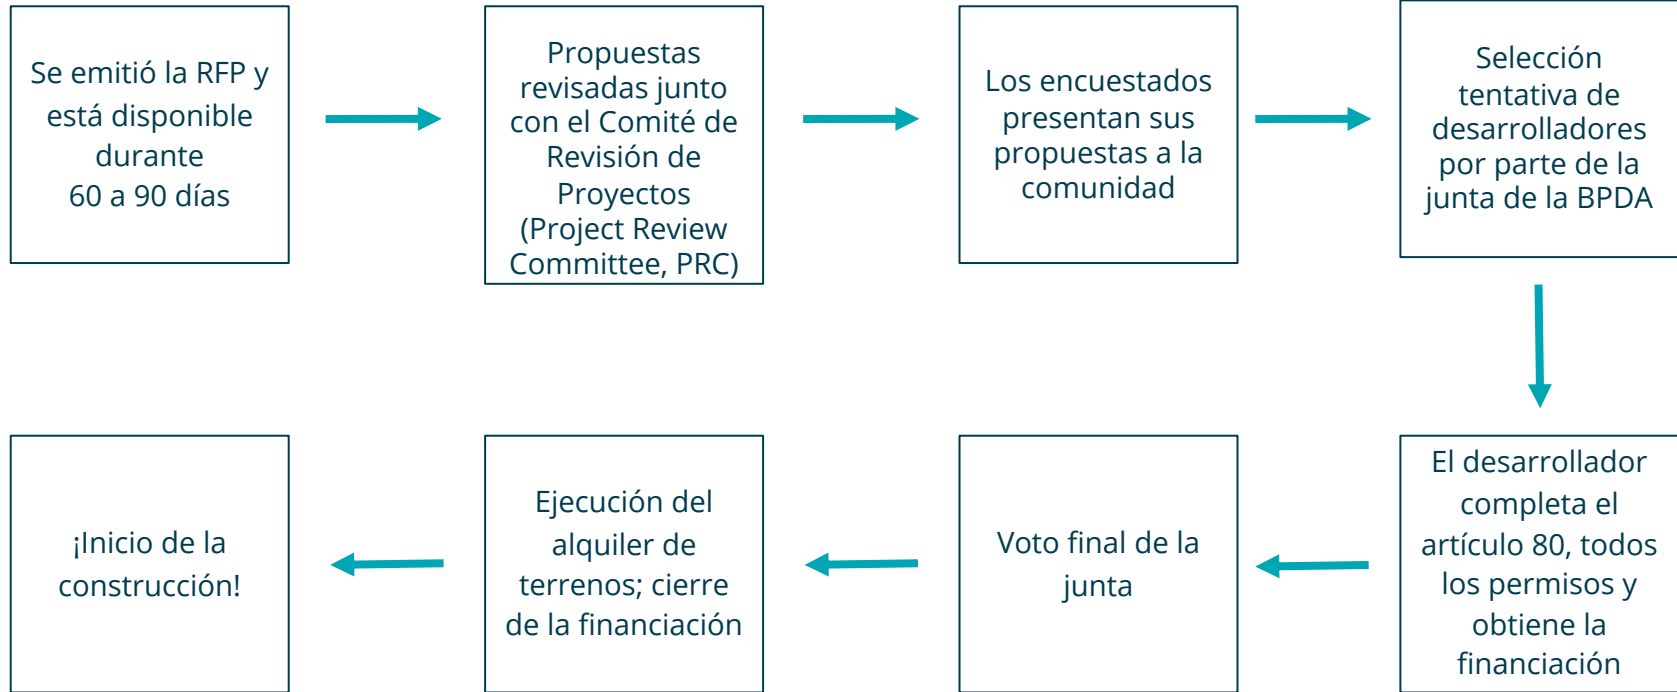 Se emitió la RFP y
está disponible
durante
60 a 90 días
Propuestas
revisadas junto
con el Comité de
Revisión de
Proyectos
(Project Review
Committee, PRC)
Los encuestados
presentan sus
propuestas a la
comunidad
Selección
tentativa de
desarrolladores
por parte de la
junta de la BPDA
El desarrollador
completa el
artículo 80, todos
los permisos y
obtiene la
financiación
Voto final de la
junta
Ejecución del
alquiler de
terrenos; cierre
de la financiación
¡Inicio de la
construcción!